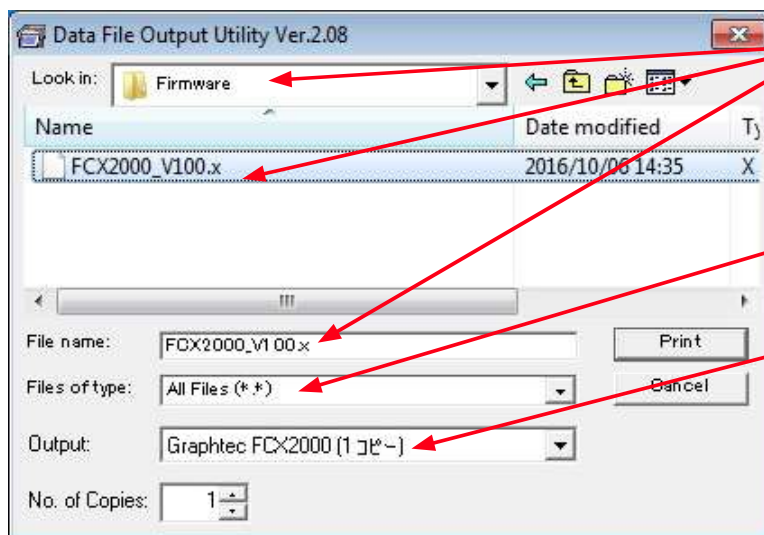 Data File Output Utility Ver.2.08
Look in: Firmware
Name Date modified Ty
FCX2000_V100.x 2016/10/06 14:35 X
File name: FCX2000_V100.x Print
Files of type: All Files (*.*) Cancel
Output: Graphtec FCX2000 (1 コピー)
No. of Copies: 1